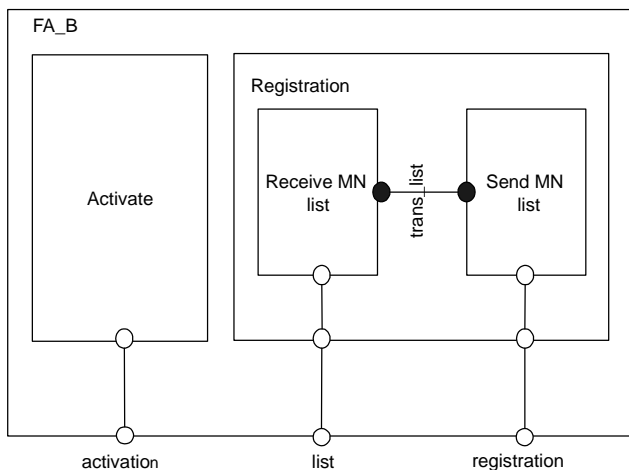 FA_B
Registration
Activate
Receive MN
list
trans_list
Send MN
list
activation
list
registration